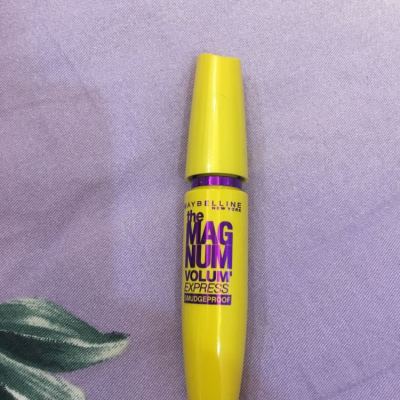 MAYBELLINE
NEW YORK
the
MAG
NUM
VOLUM'
EXPRESS
SMUDGEPROOF